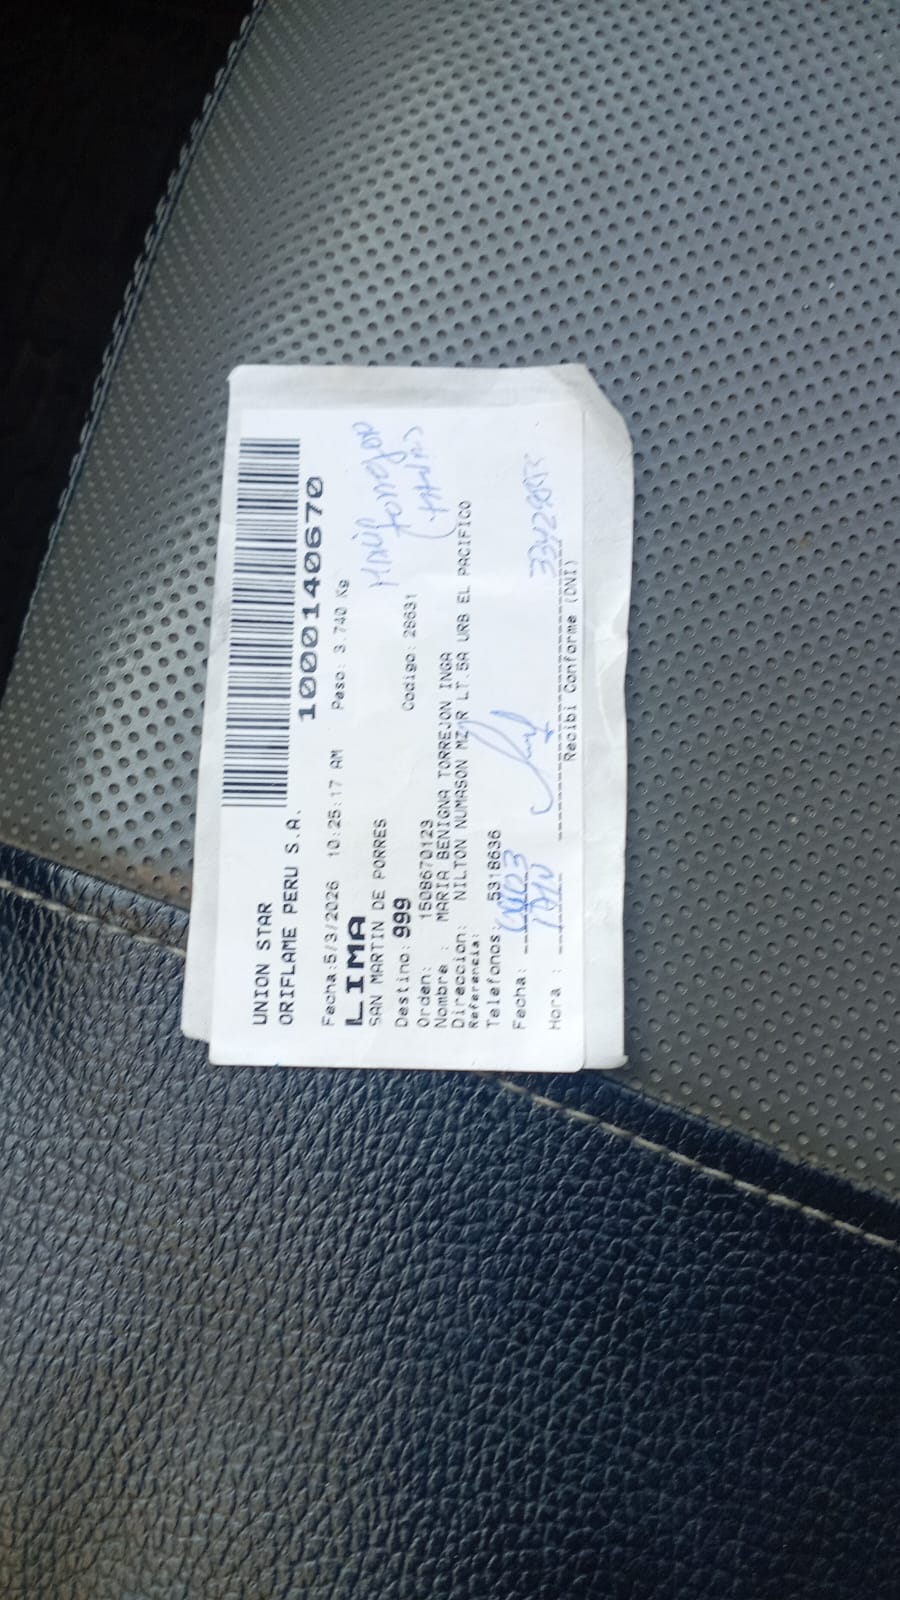 UNION STAR
ORIFLAME PERU S.A.
1000140670
Fecha:5/3/2026 10:25:17 AM Peso: 3.740 Kg
LIMA
SAN MARTIN DE PORRES
Destino: 999 Codigo: 28631
Orden: 1508670123
Nombre : MARIA BENIGNA TORREJON INGA
Direccion: NILTON NUMASON MZ R LT.5A URB EL PACIFICO
Referencia:
Telefonos: 5318636
Fecha:
Hora :
Recibi Conforme (DNI)